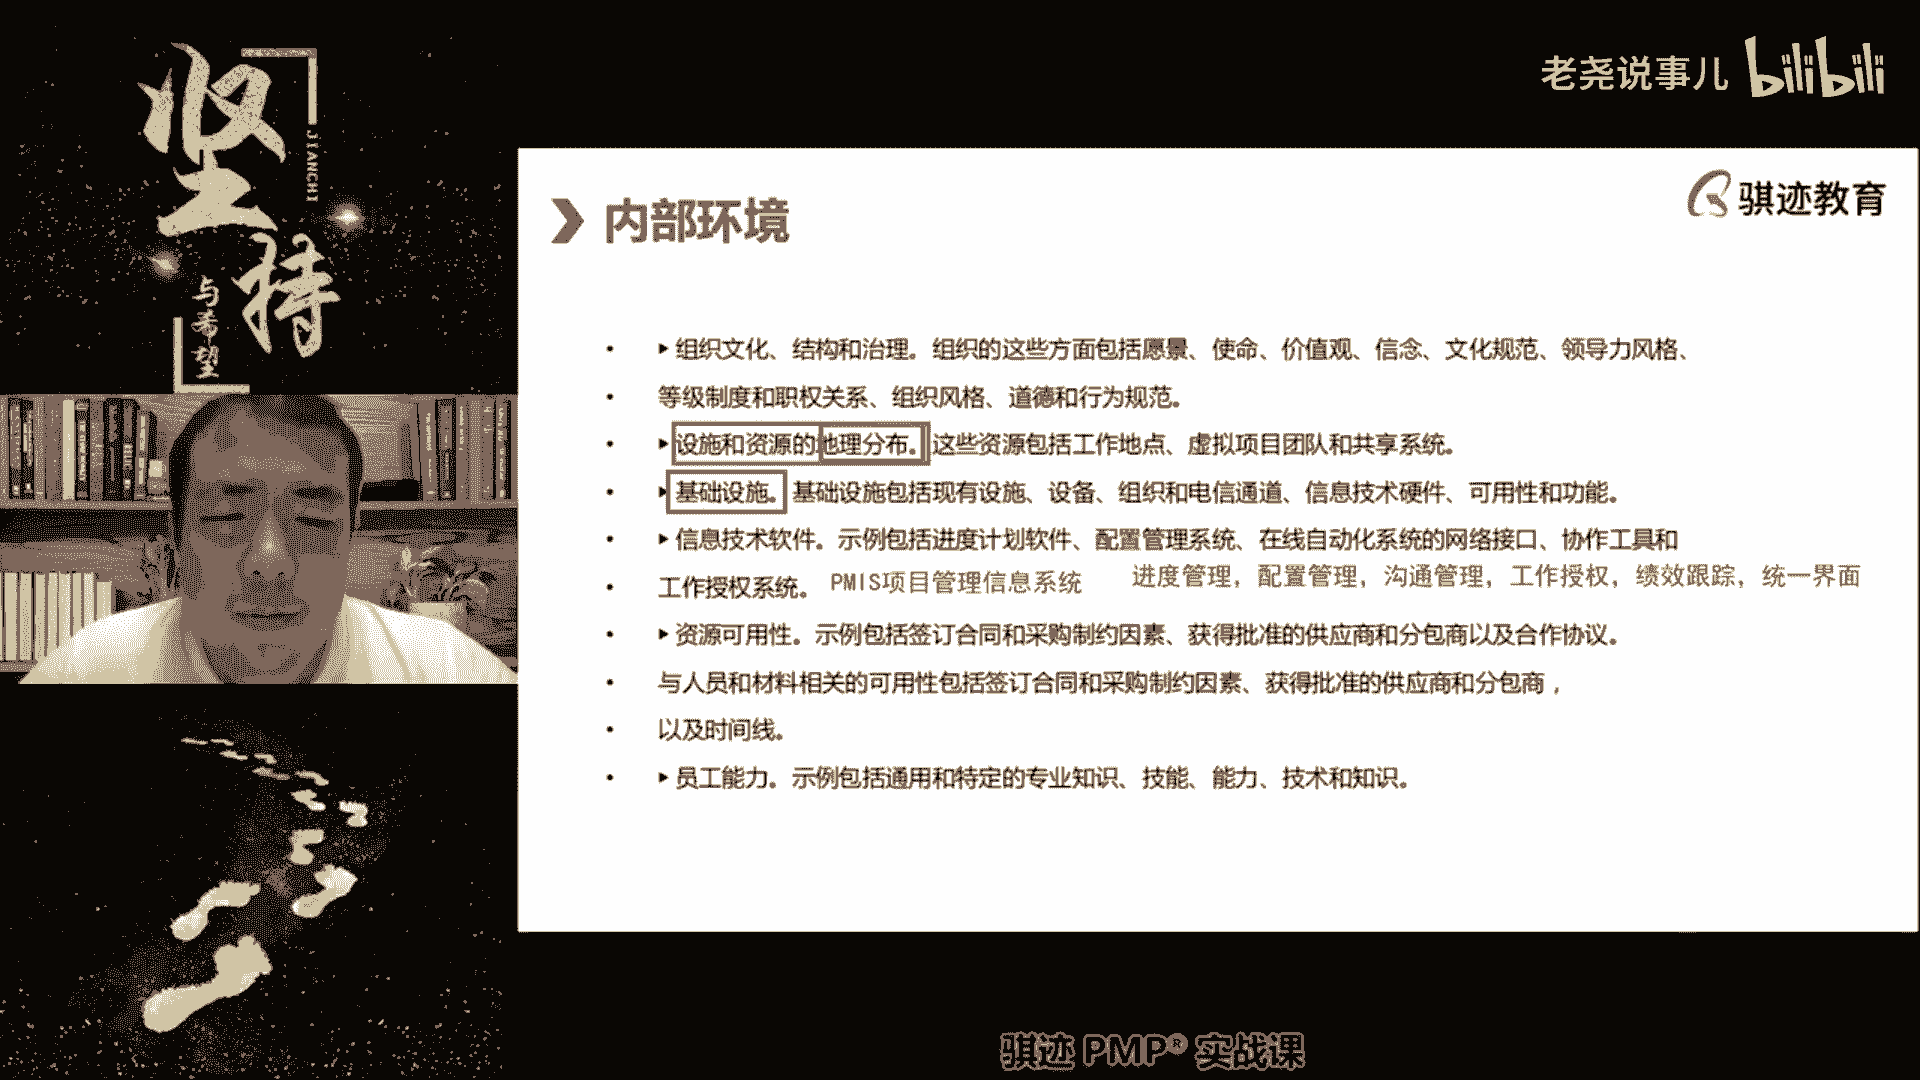 坚持
JIANCHI
与希望
老尧说事儿 bilibili
骐迹教育
内部环境
• ▸组织文化、结构和治理。组织的这些方面包括愿景、使命、价值观、信念、文化规范、领导力风格、
• 等级制度和职权关系、组织风格、道德和行为规范。
• ▸设施和资源的地理分布。这些资源包括工作地点、虚拟项目团队和共享系统。
• ▸基础设施。基础设施包括现有设施、设备、组织和电信通道、信息技术硬件、可用性和功能。
• ▸信息技术软件。示例包括进度计划软件、配置管理系统、在线自动化系统的网络接口、协作工具和
• 工作授权系统。 PMIS项目管理信息系统 进度管理，配置管理，沟通管理，工作授权，绩效跟踪，统一界面
• ▸资源可用性。示例包括签订合同和采购制约因素、获得批准的供应商和分包商以及合作协议。
• 与人员和材料相关的可用性包括签订合同和采购制约因素、获得批准的供应商和分包商，
• 以及时间线。
• ▸员工能力。示例包括通用和特定的专业知识、技能、能力、技术和知识。
骐迹 PMP® 实战课